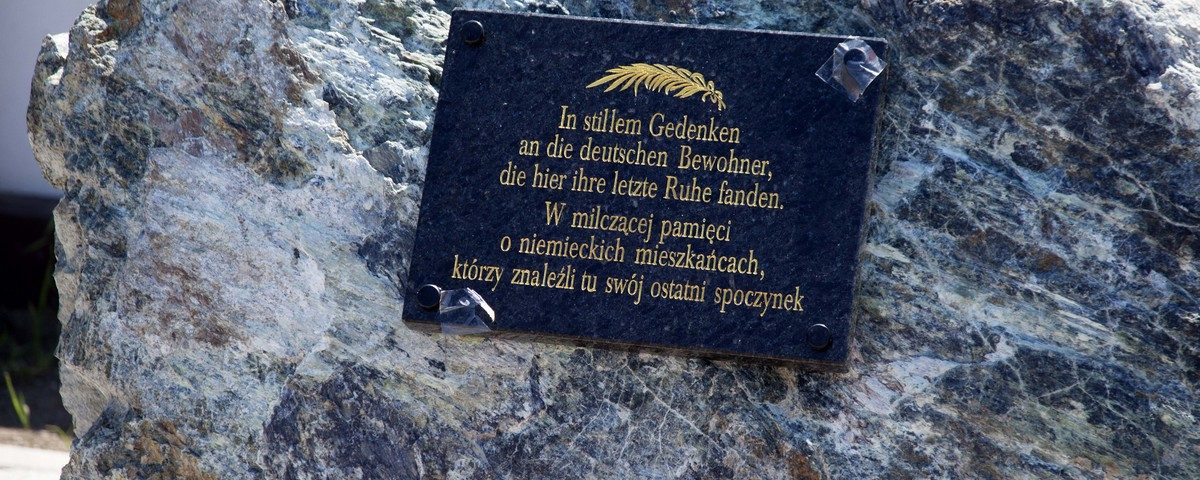 In stillem Gedenken
an die deutschen Bewohner,
die hier ihre letzte Ruhe fanden.
W milczącej pamięci
o niemieckich mieszkańcach,
którzy znaleźli tu swój ostatni spoczynek